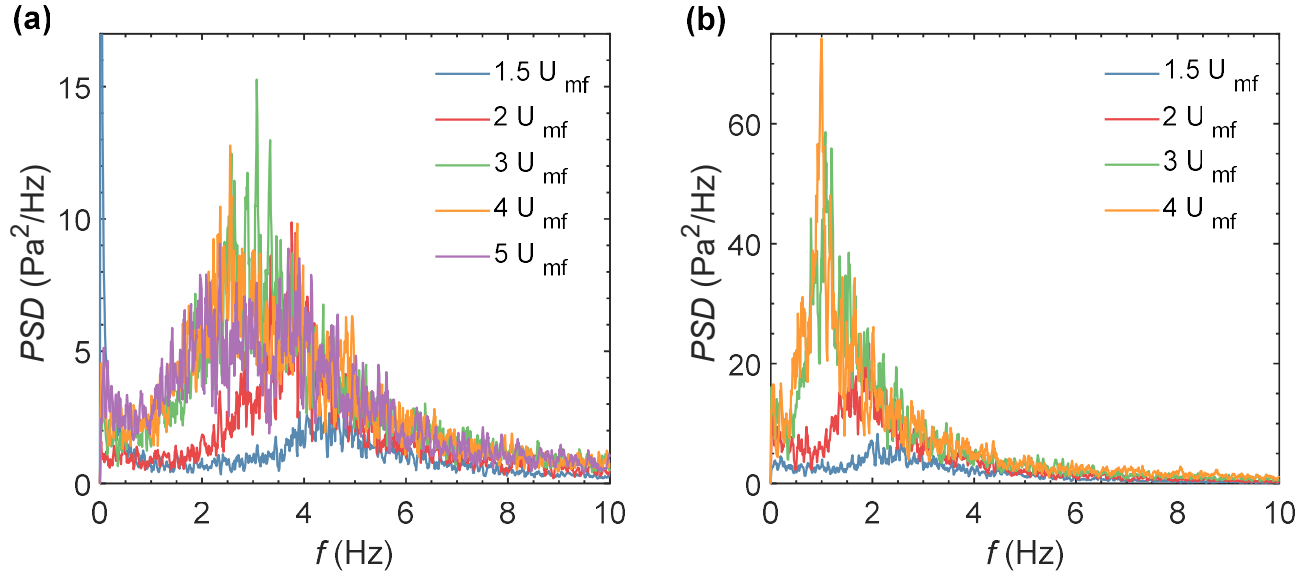 (a)
1.5 U mf
2 U mf
3 U mf
4 U mf
5 U mf
PSD (Pa²/Hz)
15
10
5
0
0 2 4 6 8 10
f (Hz)
(b)
1.5 U mf
2 U mf
3 U mf
4 U mf
PSD (Pa²/Hz)
60
40
20
0
0 2 4 6 8 10
f (Hz)